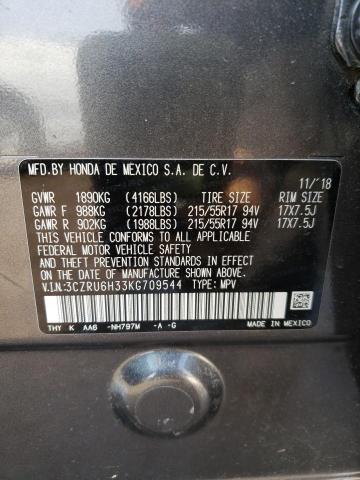 MFD.BY HONDA DE MEXICO S.A. DE C.V.
11/'18
GVWR 1890KG (4166LBS) TIRE SIZE RIM SIZE
GAWR F 988KG (2178LBS) 215/55R17 94V 17X7.5J
GAWR R 902KG (1988LBS) 215/55R17 94V 17X7.5J
THIS VEHICLE CONFORMS TO ALL APPLICABLE
FEDERAL MOTOR VEHICLE SAFETY, BUMPER, AND
THEFT PREVENTION STANDARDS IN EFFECT ON
THE DATE OF MANUFACTURE SHOWN ABOVE.
V.I.N:3CZRU6H33KG709544 TYPE: MPV
THY K AA6 -NH797M -A -G MADE IN MEXICO